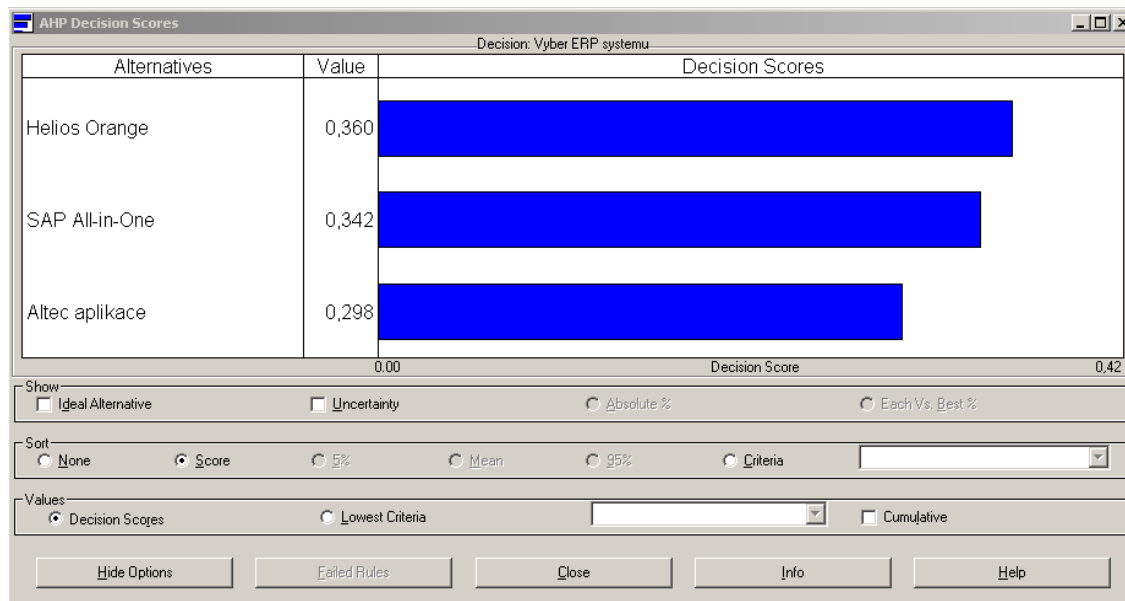 AHP Decision Scores
Decision: Vyber ERP systemu
Alternatives Value Decision Scores
Helios Orange 0,360
SAP All-in-One 0,342
Altec aplikace 0,298
0.00 Decision Score 0,42
Show
Ideal Alternative Uncertainty Absolute % Each Vs. Best %
Sort
None Score 5% Mean 95% Criteria
Values
Decision Scores Lowest Criteria Cumulative
Hide Options Failed Rules Close Info Help